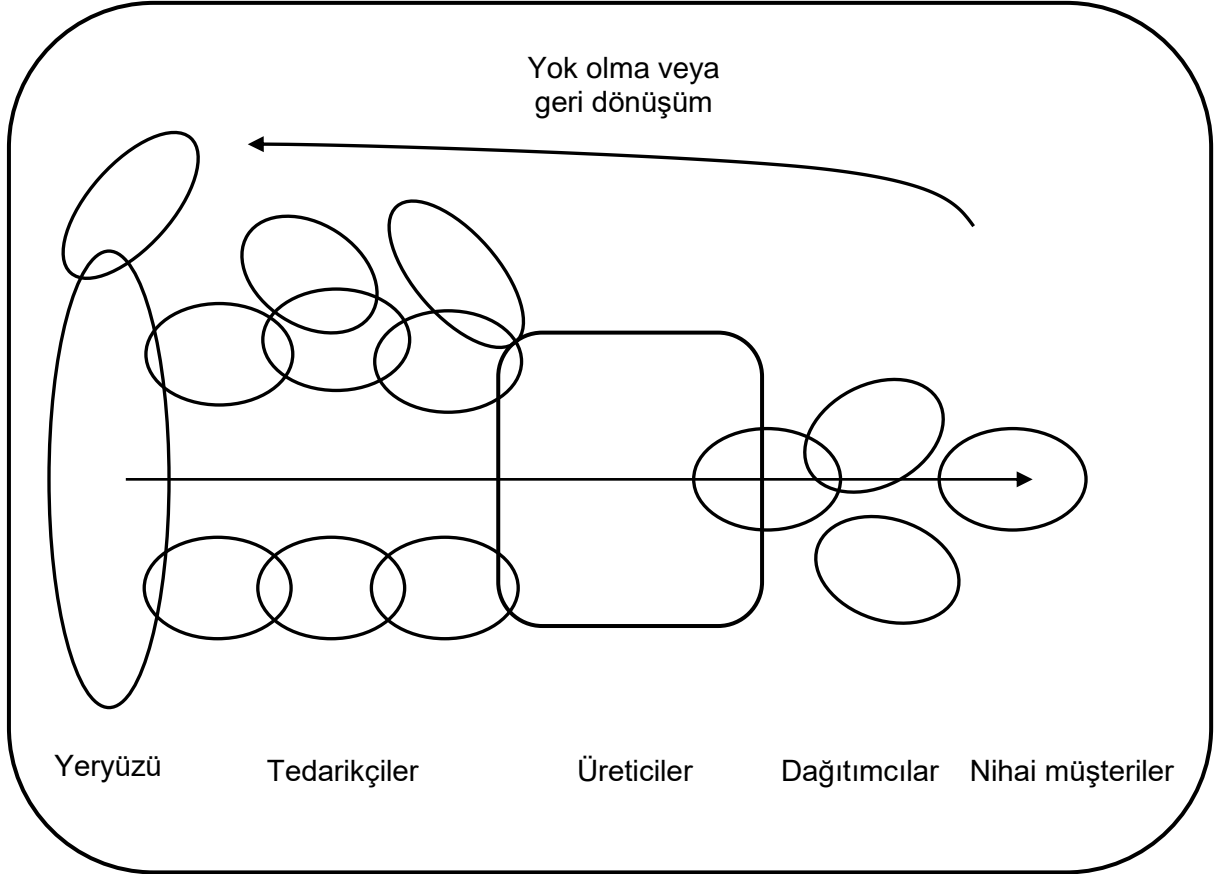 Yok olma veya
geri dönüşüm
Yeryüzü
Tedarikçiler
Üreticiler
Dağıtımcılar
Nihai müşteriler